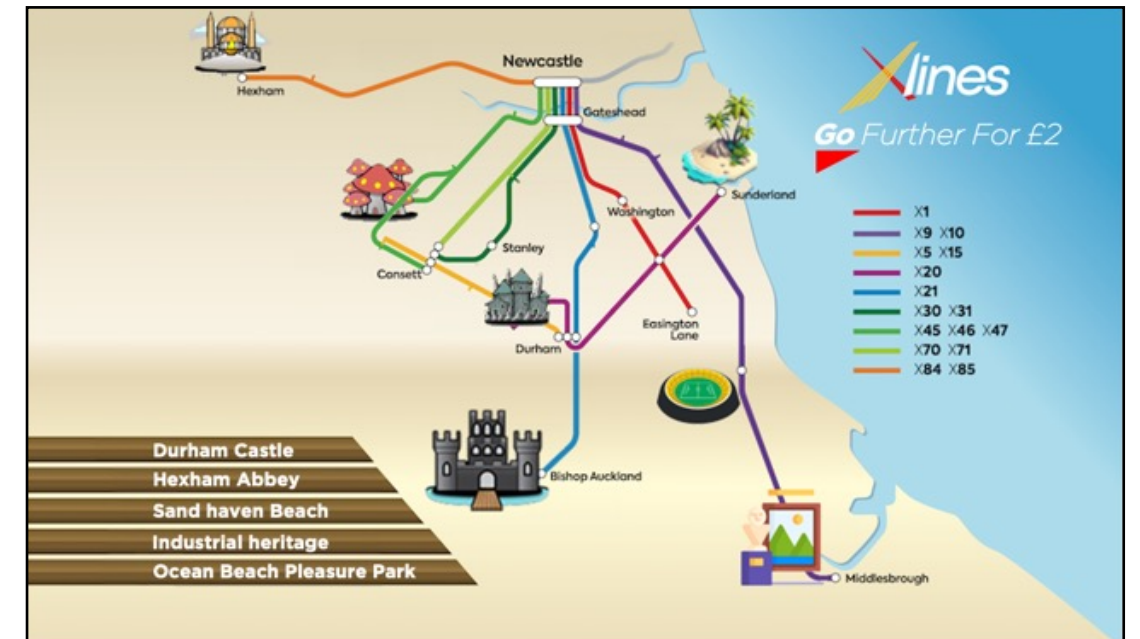 Newcastle
Hexham
Gateshead
Sunderland
Washington
Stanley
Consett
Easington
Lane
Durham
Bishop Auckland
Middlesbrough
Xlines
Go Further For £2
X1
X9 X10
X5 X15
X20
X21
X30 X31
X45 X46 X47
X70 X71
X84 X85
Durham Castle
Hexham Abbey
Sand haven Beach
Industrial heritage
Ocean Beach Pleasure Park